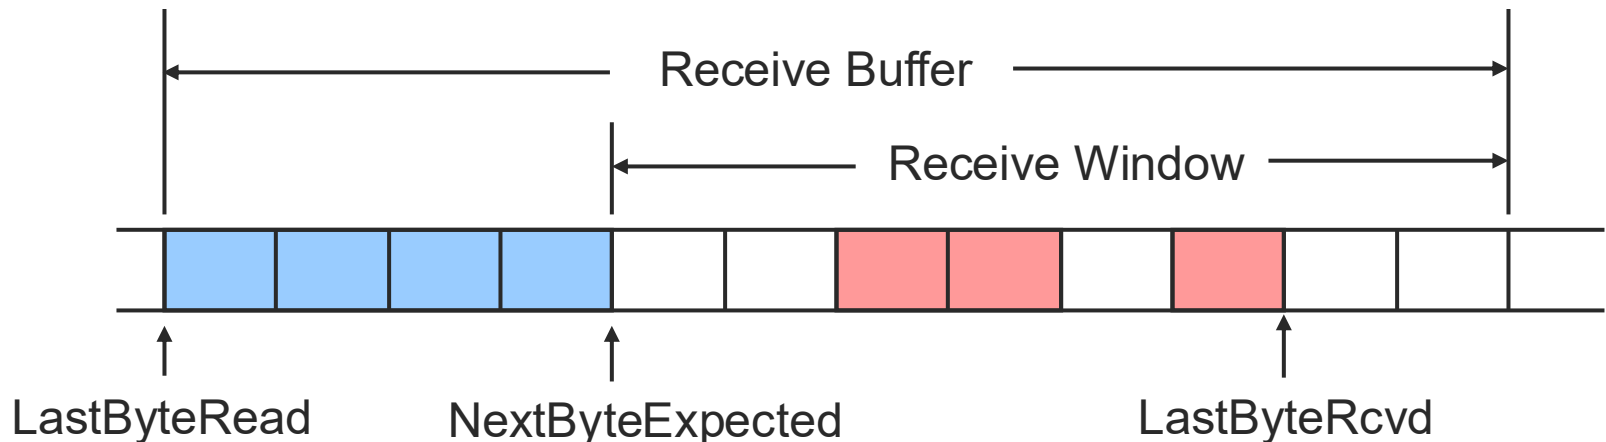 Receive Buffer
Receive Window
LastByteRead
NextByteExpected
LastByteRcvd